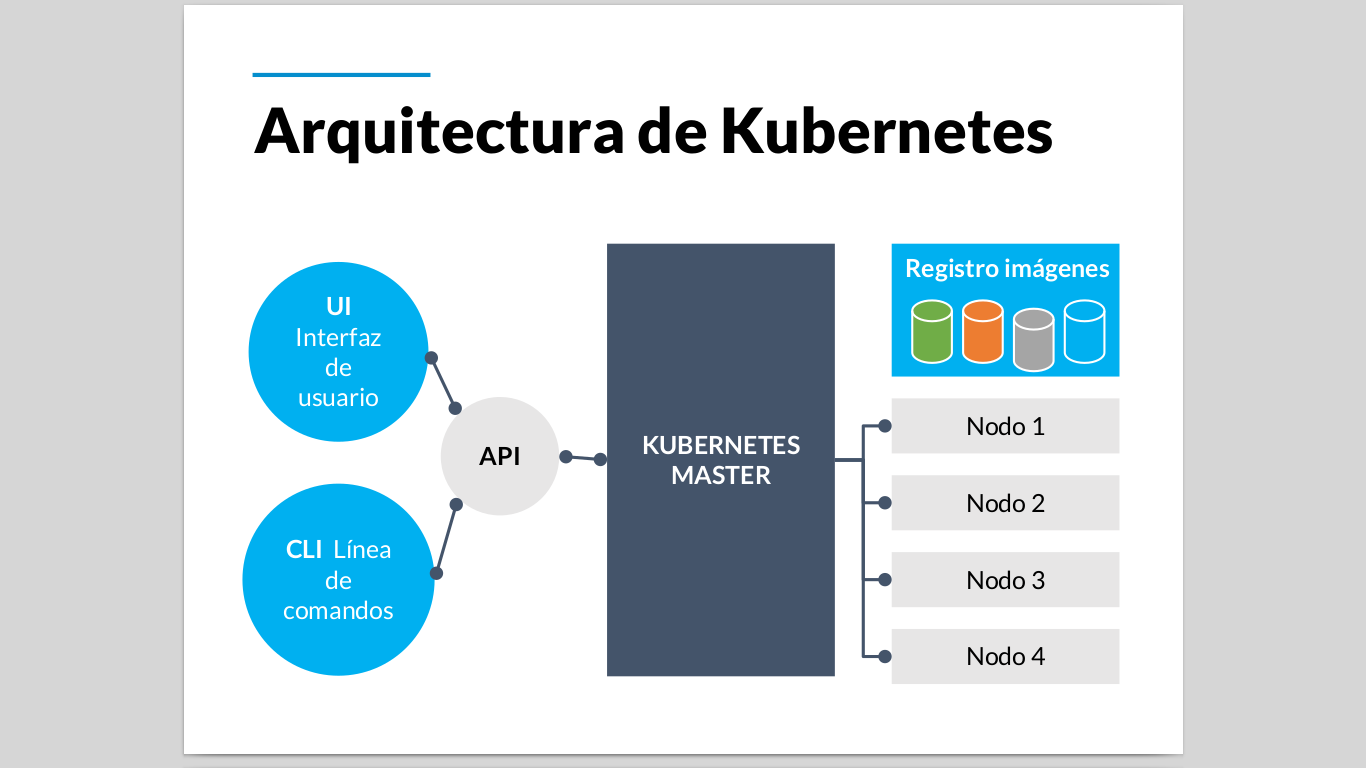 Arquitectura de Kubernetes
UI
Interfaz
de
usuario
CLI Línea
de
comandos
API
KUBERNETES
MASTER
Registro imágenes
Nodo 1
Nodo 2
Nodo 3
Nodo 4